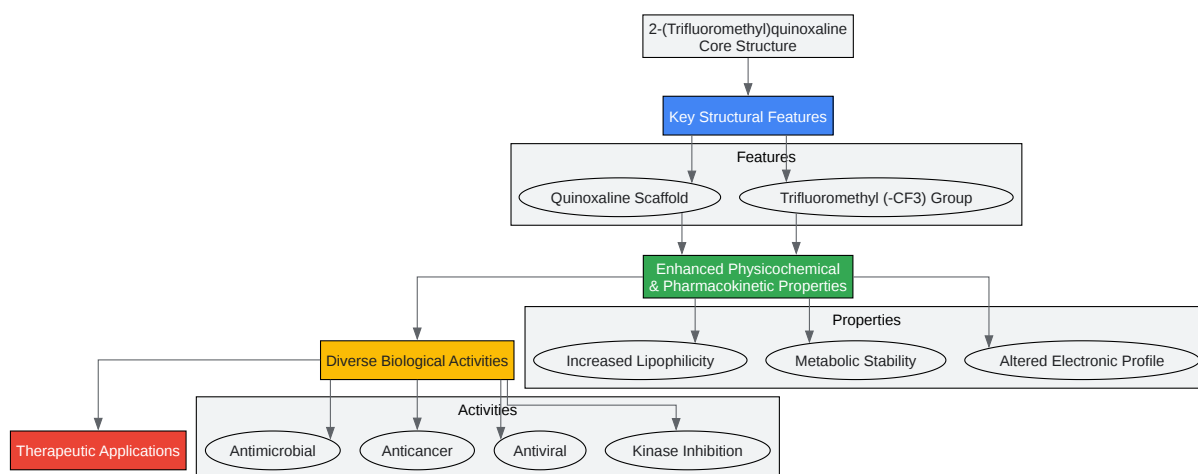 2-(Trifluoromethyl)quinoxaline
Core Structure
Key Structural Features
Features
Quinoxaline Scaffold
Trifluoromethyl (-CF3) Group
Enhanced Physicochemical
& Pharmacokinetic Properties
Properties
Increased Lipophilicity
Metabolic Stability
Altered Electronic Profile
Diverse Biological Activities
Activities
Therapeutic Applications
Antimicrobial
Anticancer
Antiviral
Kinase Inhibition